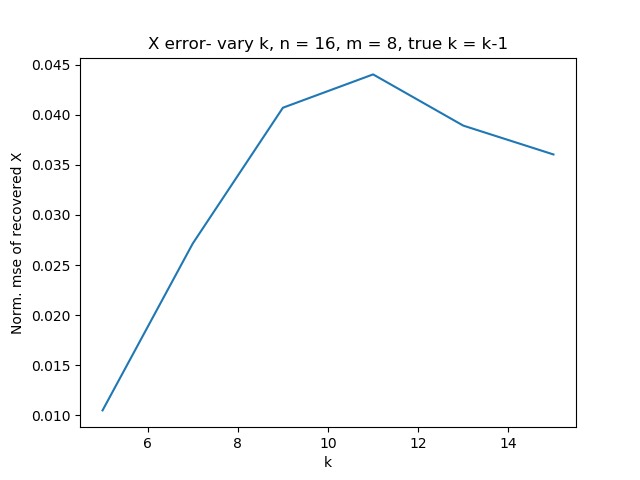 X error- vary k, n = 16, m = 8, true k = k-1
0.045
0.040
0.035
0.030
0.025
0.020
0.015
0.010
Norm. mse of recovered X
6 8 10 12 14
k